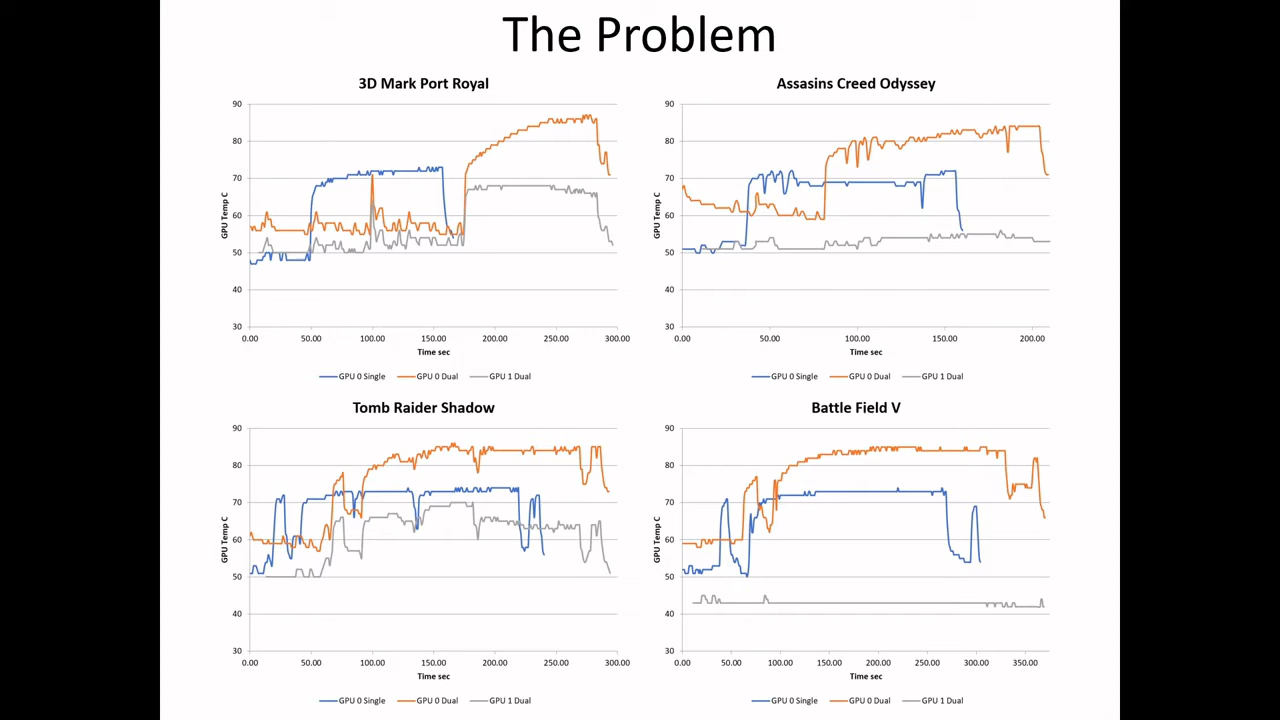 The Problem
3D Mark Port Royal
90
80
70
60
50
40
30
GPU Temp C
0.00 50.00 100.00 150.00 200.00 250.00 300.00
Time sec
GPU 0 Single GPU 0 Dual GPU 1 Dual
Assasins Creed Odyssey
90
80
70
60
50
40
30
GPU Temp C
0.00 50.00 100.00 150.00 200.00
Time sec
GPU 0 Single GPU 0 Dual GPU 1 Dual
Tomb Raider Shadow
90
80
70
60
50
40
30
GPU Temp C
0.00 50.00 100.00 150.00 200.00 250.00 300.00
Time sec
GPU 0 Single GPU 0 Dual GPU 1 Dual
Battle Field V
90
80
70
60
50
40
30
GPU Temp C
0.00 50.00 100.00 150.00 200.00 250.00 300.00 350.00
Time sec
GPU 0 Single GPU 0 Dual GPU 1 Dual